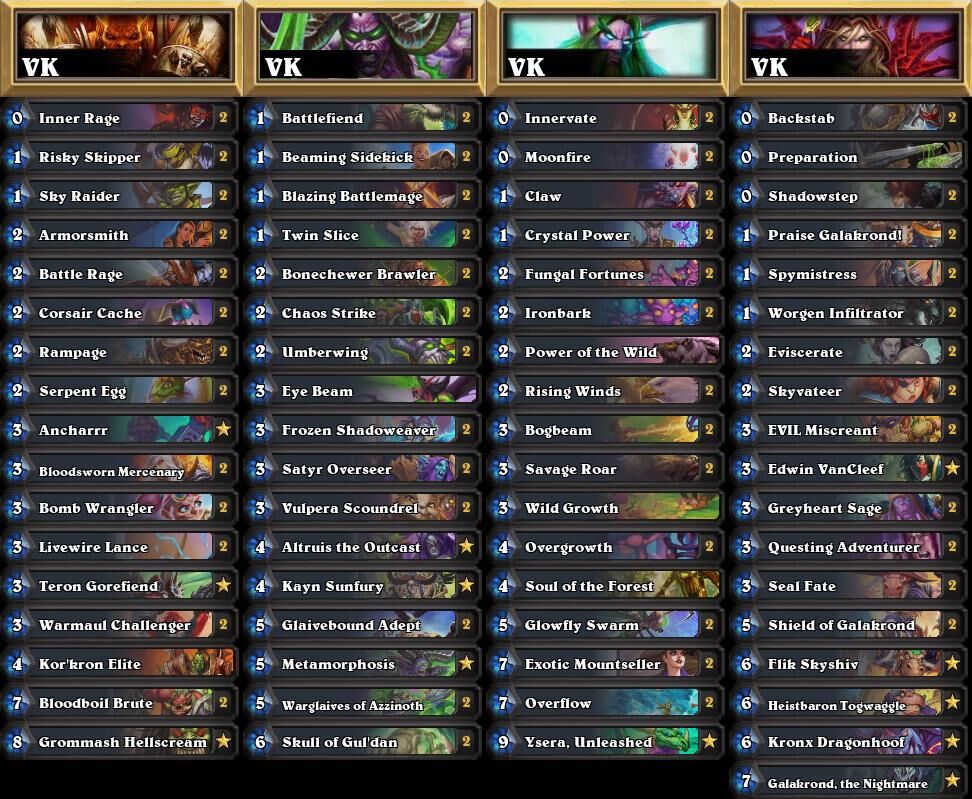 VK
0 Inner Rage 2
1 Risky Skipper 2
1 Sky Raider 2
2 Armorsmith 2
2 Battle Rage 2
2 Corsair Cache 2
2 Rampage 2
2 Serpent Egg 2
3 Ancharrr
3 Bloodsworn Mercenary 2
3 Bomb Wrangler 2
3 Livewire Lance 2
3 Teron Gorefiend
3 Warmaul Challenger 2
4 Kor'kron Elite
7 Bloodboil Brute 2
8 Grommash Hellscream
VK
1 Battlefiend 2
1 Beaming Sidekick 2
1 Blazing Battlemage 2
1 Twin Slice 2
2 Bonechewer Brawler 2
2 Chaos Strike 2
2 Umberwing 2
3 Eye Beam
3 Frozen Shadoweaver 2
3 Satyr Overseer 2
3 Vulpera Scoundrel 2
4 Altruis the Outcast
4 Kayn Sunfury
5 Glaivebound Adept 2
5 Metamorphosis
5 Warglaives of Azzinoth 2
6 Skull of Gul'dan 2
VK
0 Innervate 2
0 Moonfire 2
1 Claw 2
1 Crystal Power 2
2 Fungal Fortunes 2
2 Ironbark 2
2 Power of the Wild
2 Rising Winds 2
3 Bogbeam 2
3 Savage Roar 2
3 Wild Growth
4 Overgrowth 2
4 Soul of the Forest
5 Glowfly Swarm 2
7 Exotic Mountseller 2
7 Overflow 2
9 Ysera, Unleashed
VK
0 Backstab 2
0 Preparation 2
0 Shadowstep 2
1 Praise Galakrond! 2
1 Spymistress 2
1 Worgen Infiltrator 2
2 Eviscerate 2
2 Skyvateer 2
3 EVIL Miscreant 2
3 Edwin VanCleef
3 Greyheart Sage 2
3 Questing Adventurer
3 Seal Fate 2
5 Shield of Galakrond 2
6 Flik Skyshiv
6 Heistbaron Togwaggle
6 Kronx Dragonhoof
7 Galakrond, the Nightmare